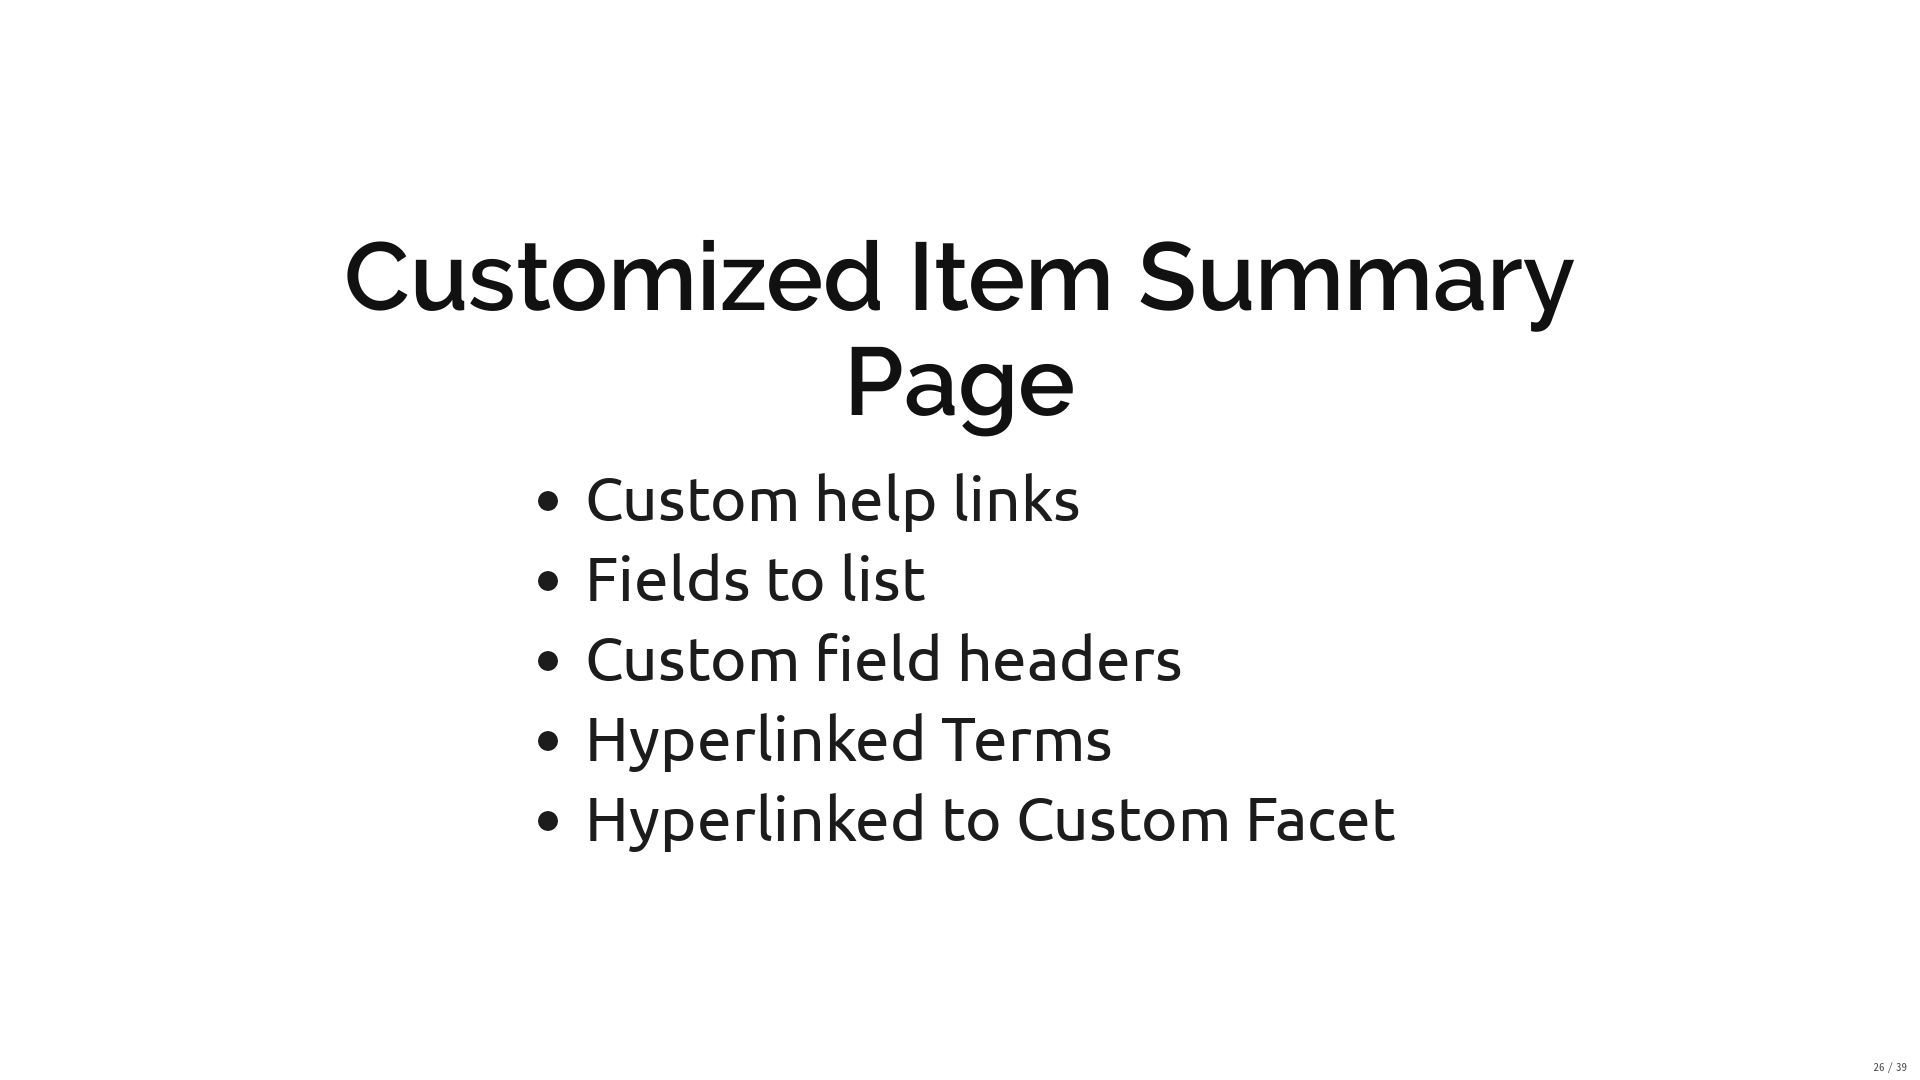 Customized Item Summary
Page
• Custom help links
• Fields to list
• Custom field headers
• Hyperlinked Terms
• Hyperlinked to Custom Facet
26 / 39